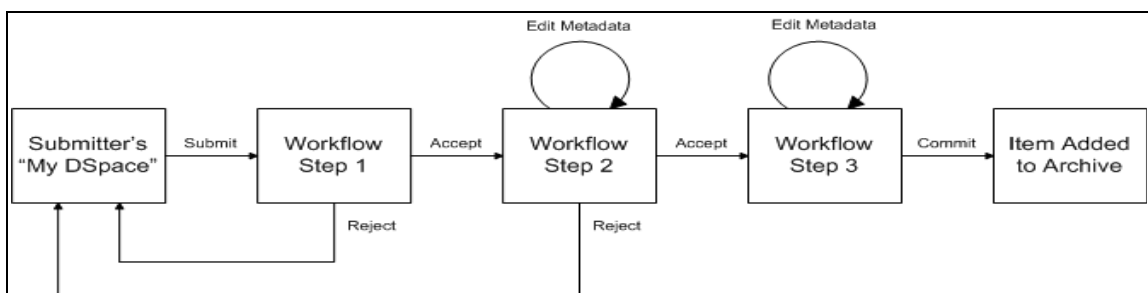 Edit Metadata
Edit Metadata
Submitter's
"My DSpace"
Submit
Workflow
Step 1
Accept
Workflow
Step 2
Accept
Workflow
Step 3
Commit
Item Added
to Archive
Reject
Reject